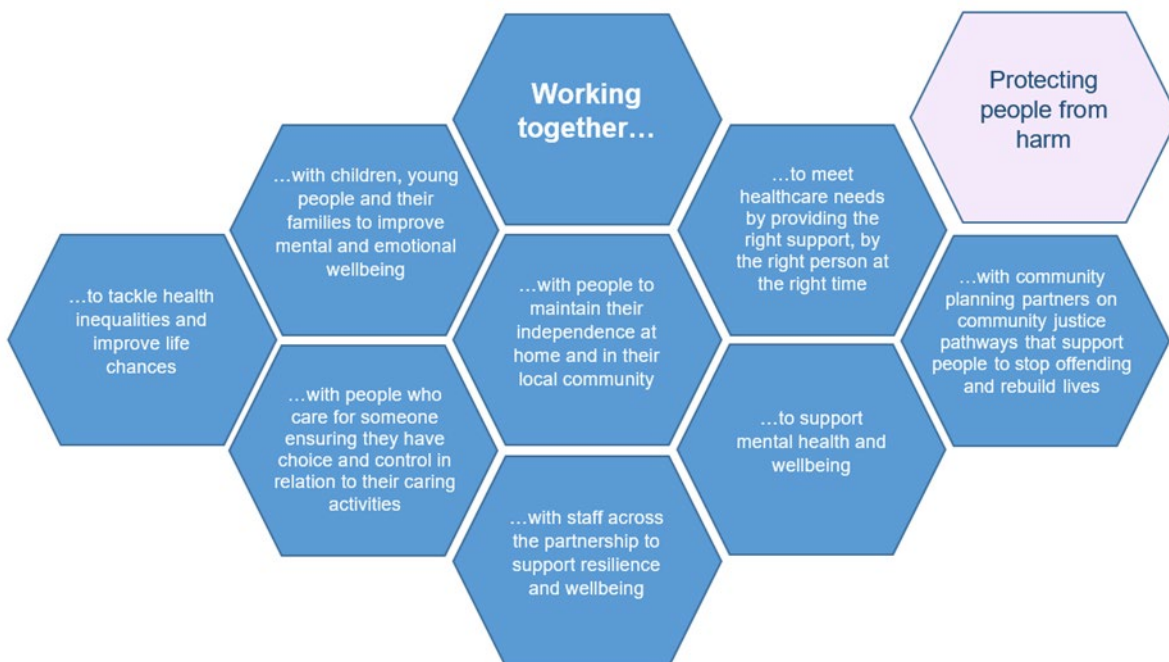 Working
together…
Protecting
people from
harm
…with children, young
people and their
families to improve
mental and emotional
wellbeing
…to meet
healthcare needs
by providing the
right support, by
the right person at
the right time
…to tackle health
inequalities and
improve life
chances
…with people to
maintain their
independence at
home and in their
local community
…with community
planning partners on
community justice
pathways that support
people to stop offending
and rebuild lives
…with people who
care for someone
ensuring they have
choice and control in
relation to their caring
activities
…to support
mental health and
wellbeing
…with staff across
the partnership to
support resilience
and wellbeing